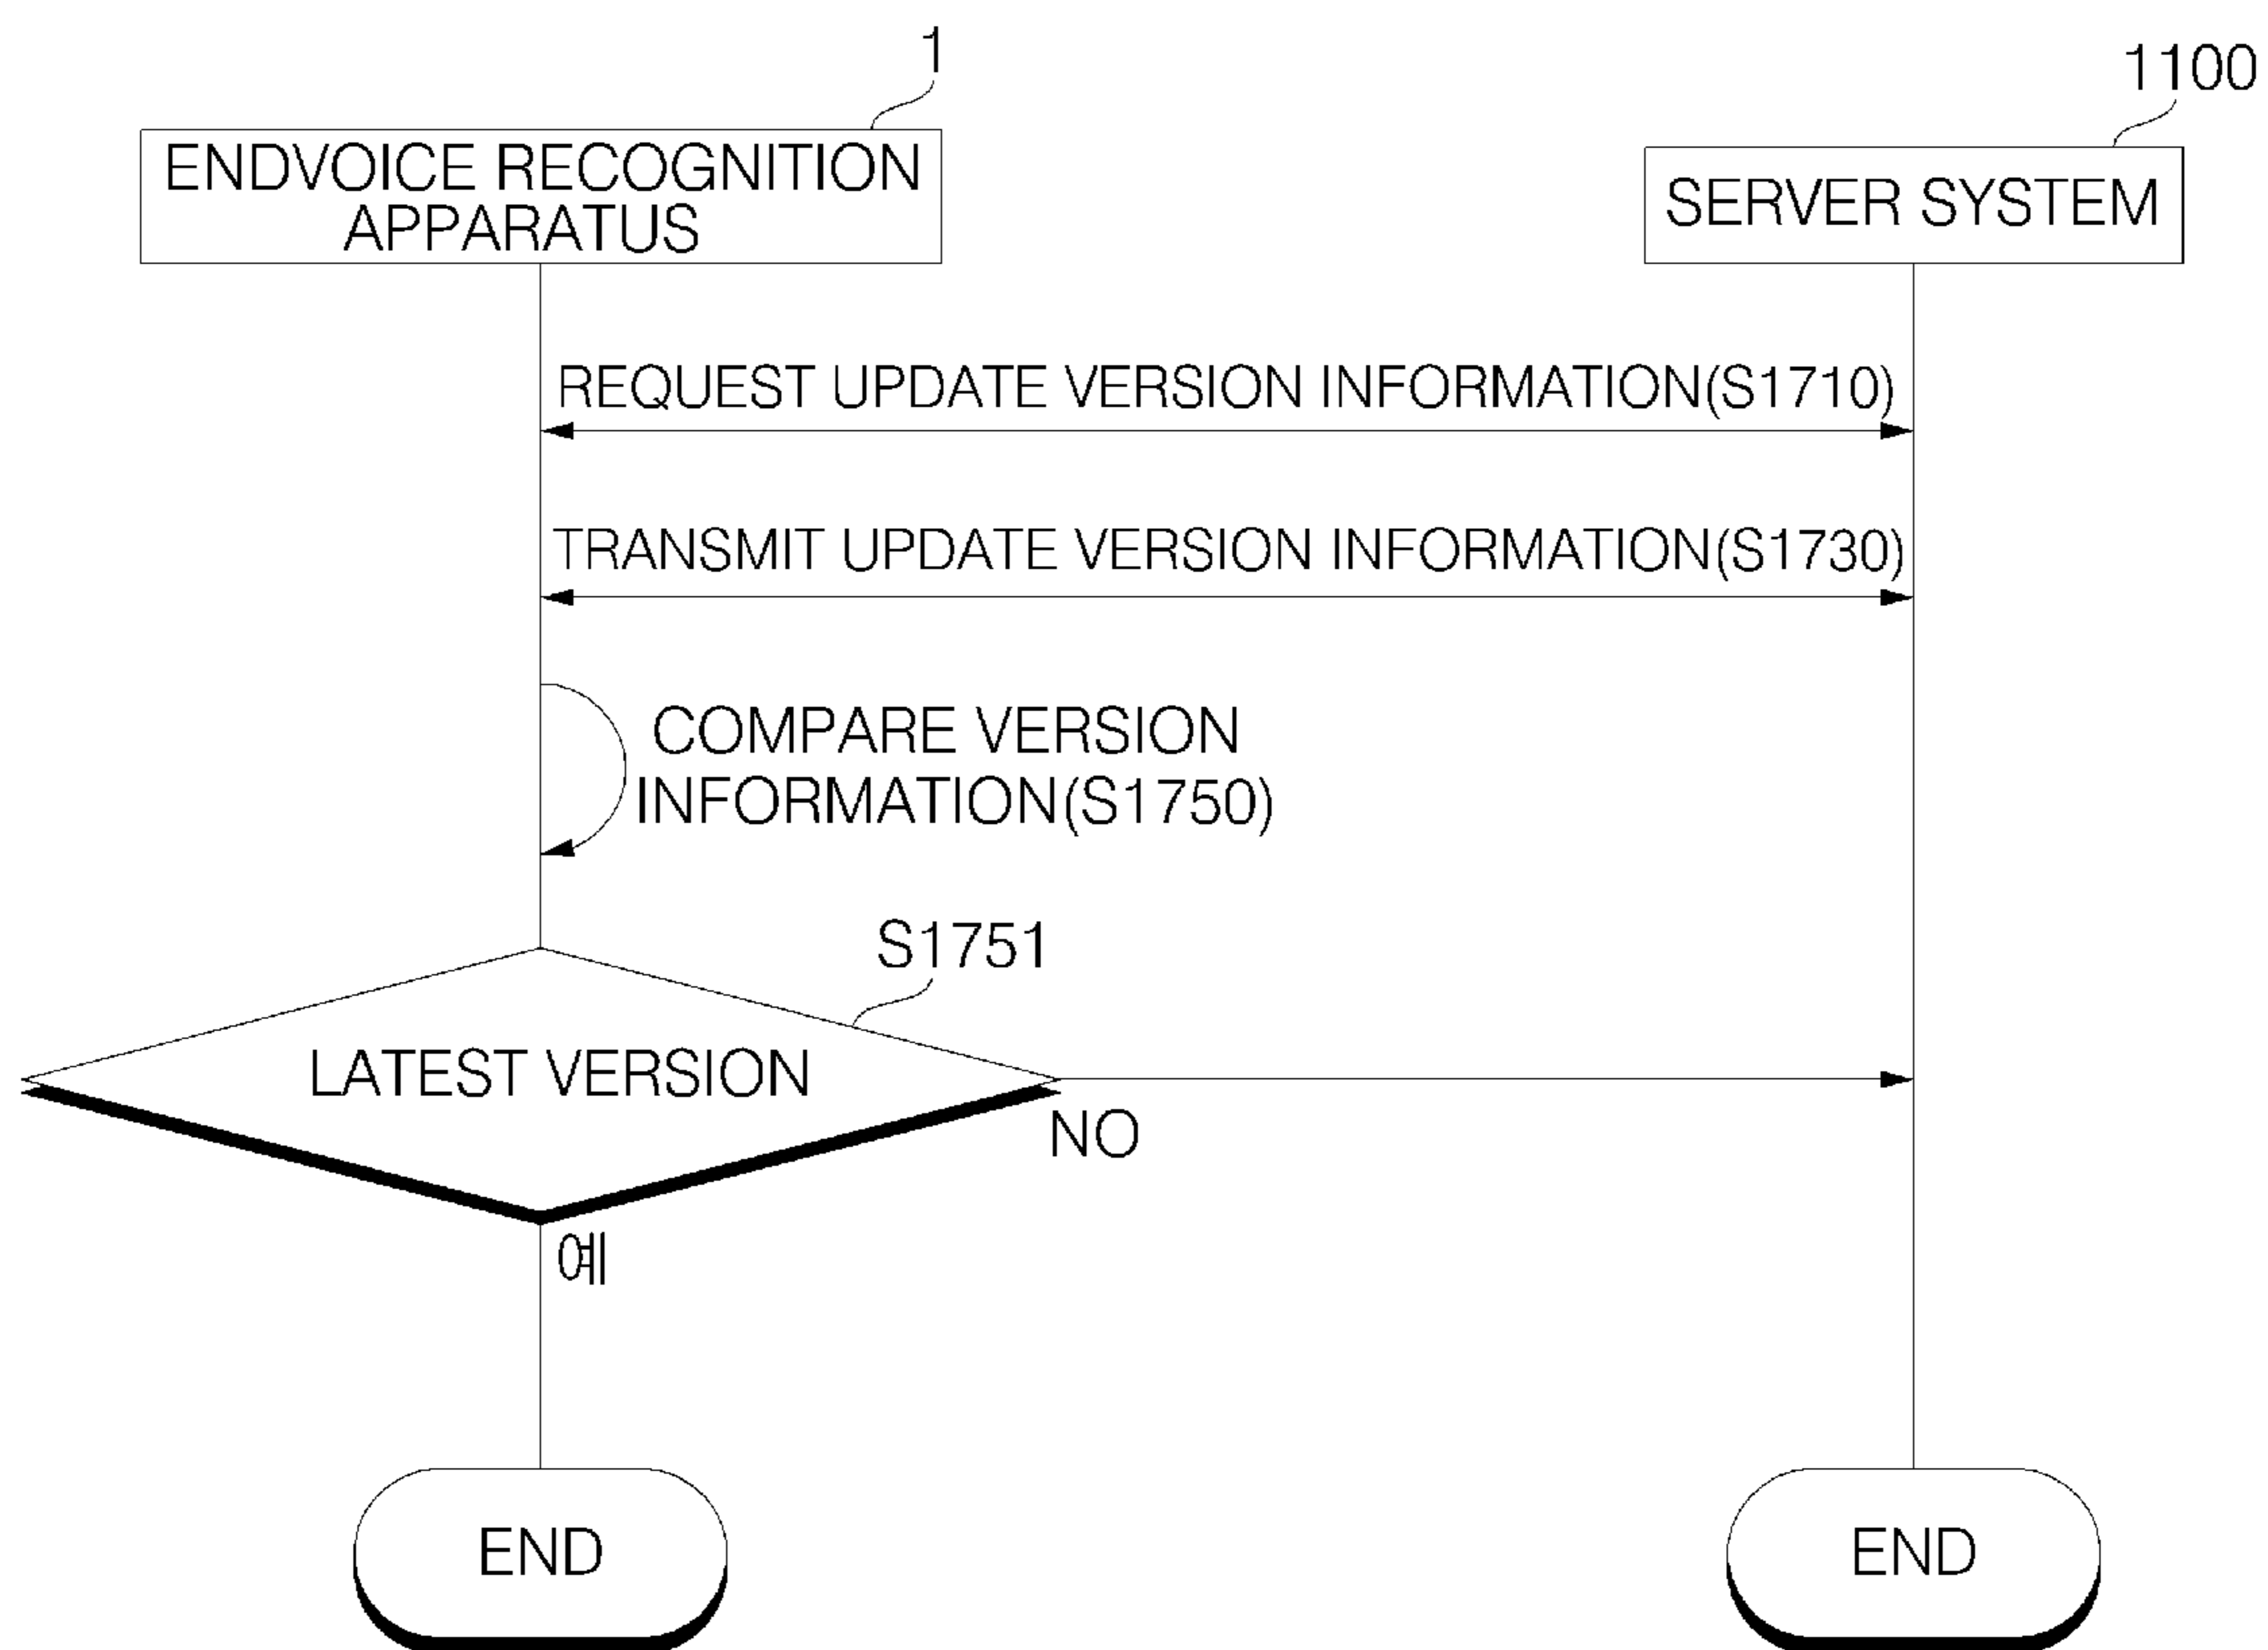 1
1100
ENDVOICE RECOGNITION
APPARATUS
SERVER SYSTEM
REQUEST UPDATE VERSION INFORMATION(S1710)
TRANSMIT UPDATE VERSION INFORMATION(S1730)
COMPARE VERSION
INFORMATION(S1750)
S1751
LATEST VERSION
NO
예
END
END